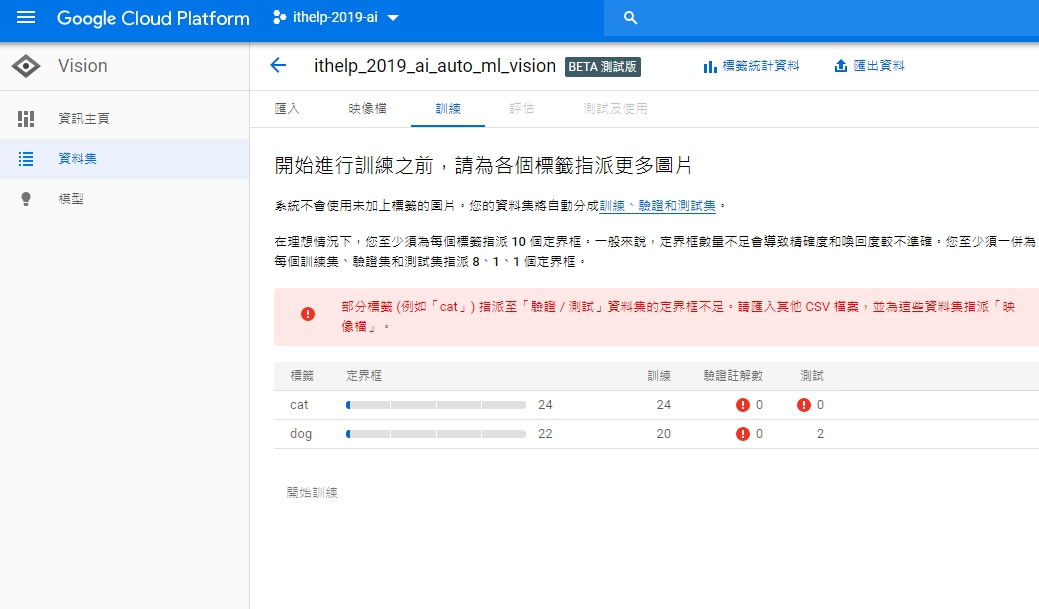 Google Cloud Platform
ithelp-2019-ai
Vision
ithelp_2019_ai_auto_ml_vision
BETA 測試版
標籤統計資料
匯出資料
資訊主頁
資料集
模型
匯入
映像檔
訓練
評估
測試及使用
開始進行訓練之前，請為各個標籤指派更多圖片
系統不會使用未加上標籤的圖片。您的資料集將自動分成訓練、驗證和測試集。
在理想情況下，您至少須為每個標籤指派 10 個定界框。一般來說，定界框數量不足會導致精確度和喚回度較不準確。您至少須一併為
每個訓練集、驗證集和測試集指派 8、1、1 個定界框。
部分標籤 (例如「cat」) 指派至「驗證 / 測試」資料集的定界框不足。請匯入其他 CSV 檔案，並為這些資料集指派「映
像檔」。
標籤 定界框 訓練 驗證註解數 測試
cat 24 24 0 0
dog 22 20 0 2
開始訓練